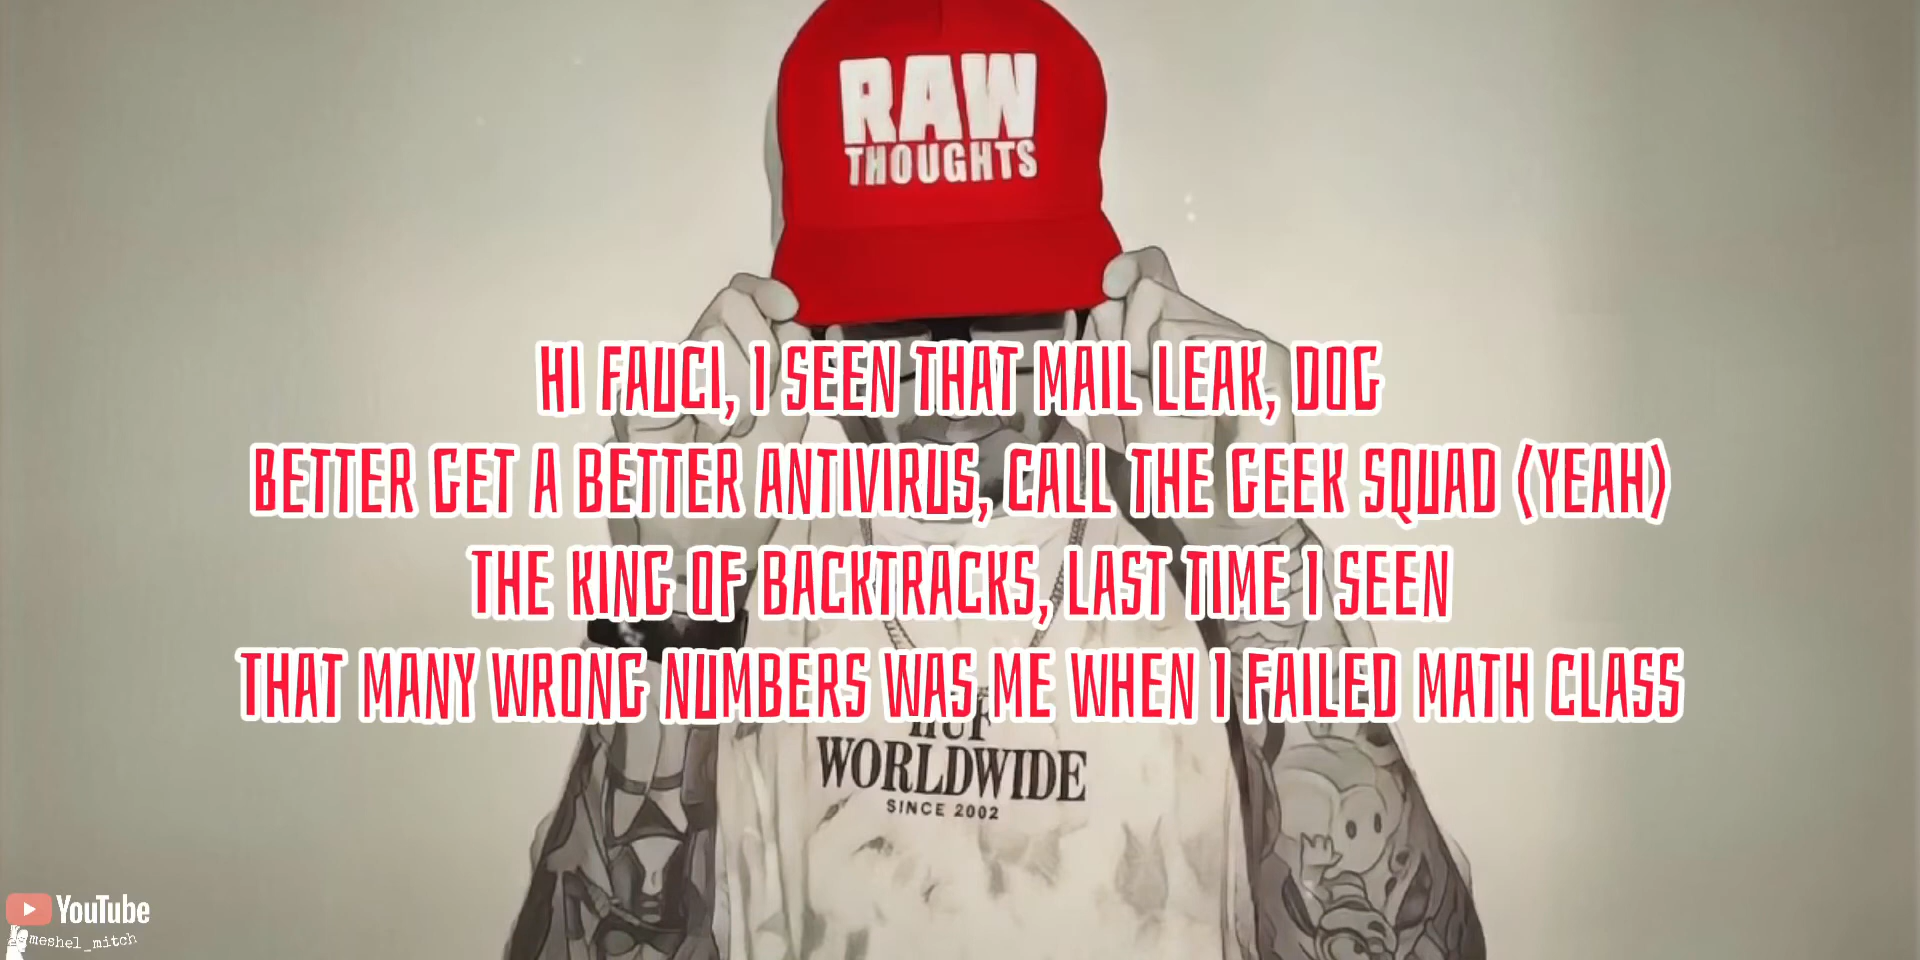 RAW
THOUGHTS
HI FAUCI, I SEEN THAT MAIL LEAK, DOG
BETTER GET A BETTER ANTIVIRUS, CALL THE GEEK SQUAD (YEAH)
THE KING OF BACKTRACKS, LAST TIME I SEEN
THAT MANY WRONG NUMBERS WAS ME WHEN I FAILED MATH CLASS
HUF
WORLDWIDE
SINCE 2002
YouTube
meshel_mitch